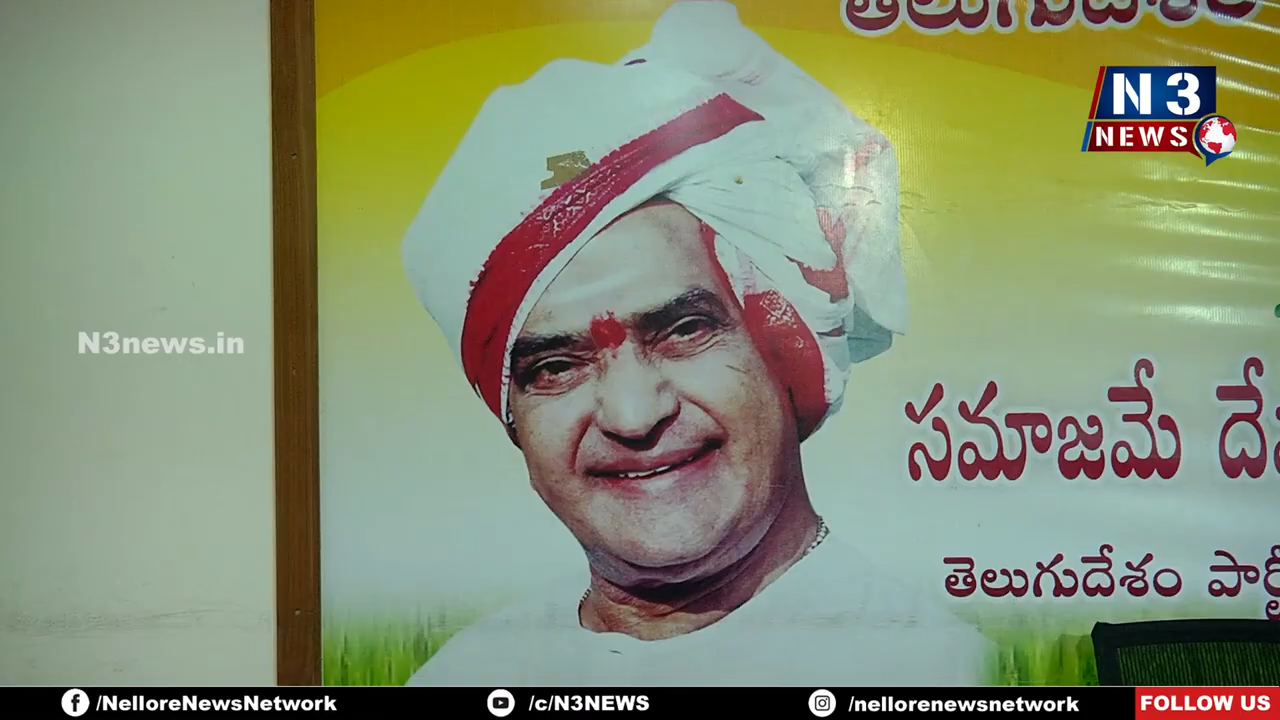 తెలుగుదేశం
N3
NEWS
N3news.in
సమాజమే
తెలుగుదేశం పార్టీ
/NelloreNewsNetwork
/c/N3NEWS
/nellorenewsnetwork
FOLLOW US